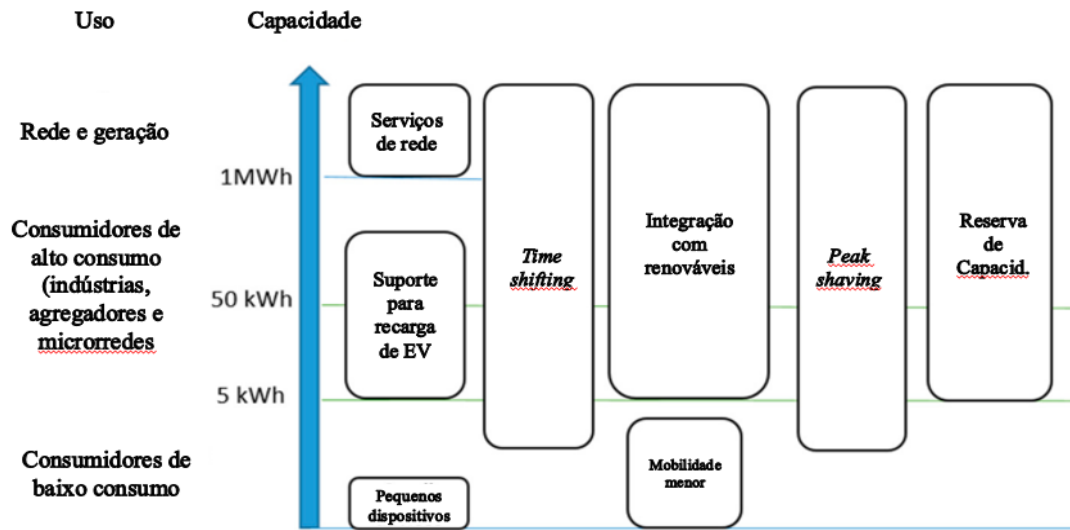 Uso
Capacidade
Rede e geração
1MWh
Serviços
de rede
Consumidores de
alto consumo
(indústrias,
agregadores e
microrredes
50 kWh
Suporte
para
recarga
de EV
Time
shifting
Integração
com
renováveis
Peak
shaving
Reserva
de
Capacid.
5 kWh
Consumidores de
baixo consumo
Pequenos
dispositivos
Mobilidade
menor